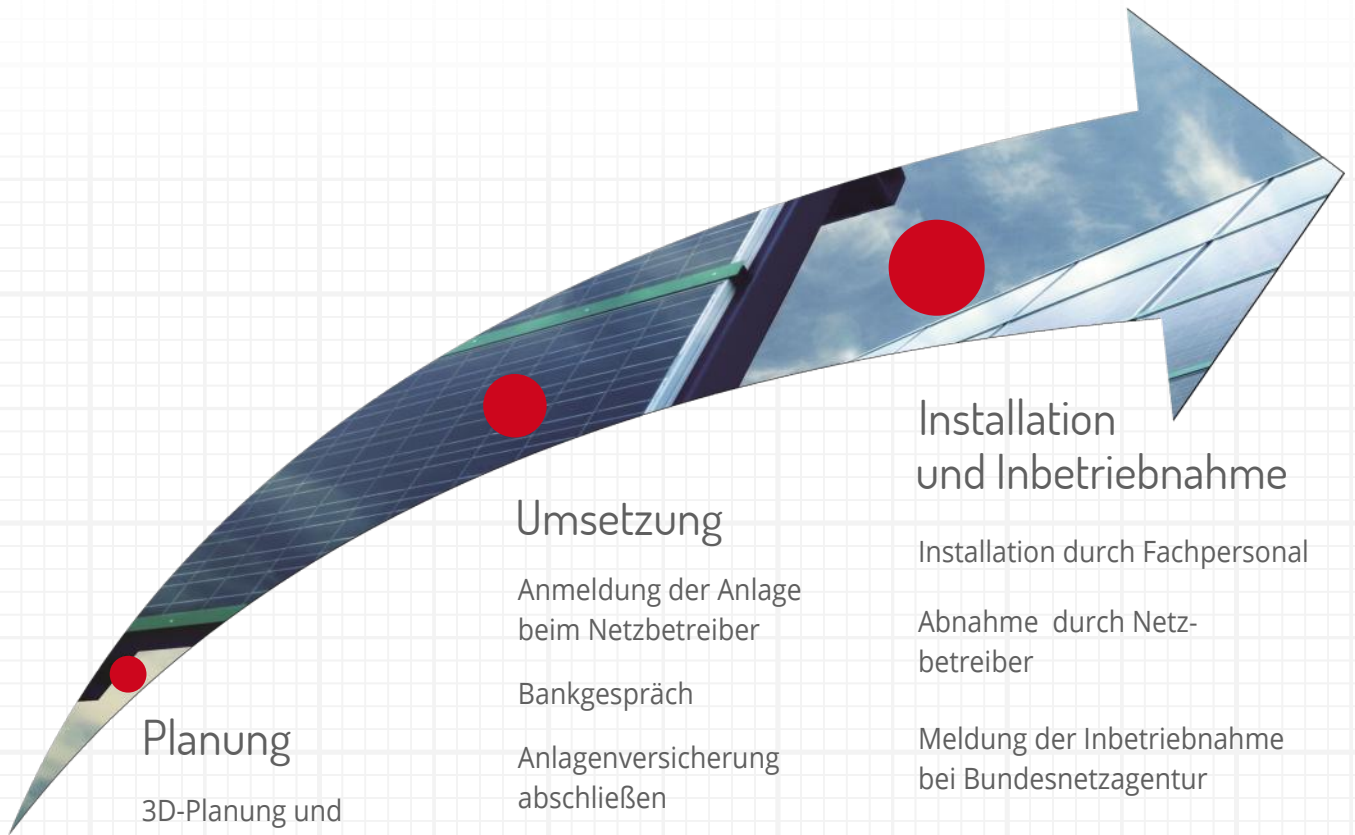 Planung
3D-Planung und
Umsetzung
Anmeldung der Anlage
beim Netzbetreiber
Bankgespräch
Anlagenversicherung
abschließen
Installation
und Inbetriebnahme
Installation durch Fachpersonal
Abnahme durch Netz-
betreiber
Meldung der Inbetriebnahme
bei Bundesnetzagentur